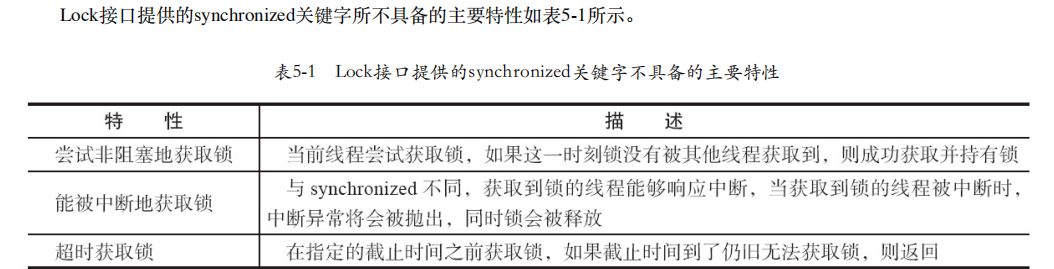 Lock接口提供的synchronized关键字所不具备的主要特性如表5-1所示。
表5-1 Lock接口提供的synchronized关键字不具备的主要特性
特 性 描 述
尝试非阻塞地获取锁 当前线程尝试获取锁，如果这一时刻锁没有被其他线程获取到，则成功获取并持有锁
能被中断地获取锁 与 synchronized 不同，获取到锁的线程能够响应中断，当获取到锁的线程被中断时，
中断异常将会被抛出，同时锁会被释放
超时获取锁 在指定的截止时间之前获取锁，如果截止时间到了仍旧无法获取锁，则返回